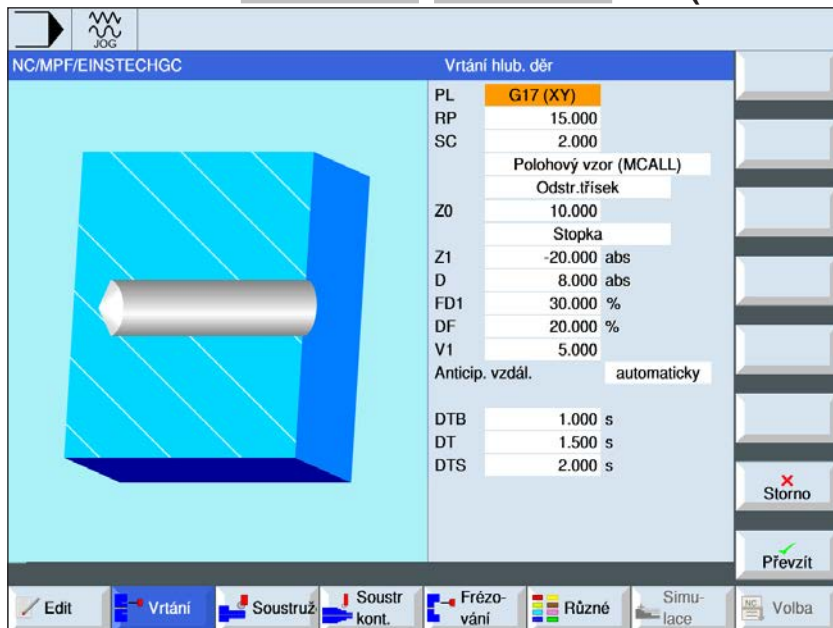 JOG
NC/MPF/EINSTECHGC
Vrtání hlub. děr
PL G17 (XY)
RP 15.000
SC 2.000
Polohový vzor (MCALL)
Odstr.třísek
Z0 10.000
Stopka
Z1 -20.000 abs
D 8.000 abs
FD1 30.000 %
DF 20.000 %
V1 5.000
Anticip. vzdál. automaticky
DTB 1.000 s
DT 1.500 s
DTS 2.000 s
Storno
Převzít
Edit
Vrtání
Soustruž
Soustr
kont.
Frézo-
vání
Různé
Simu-
lace
NC
Volba